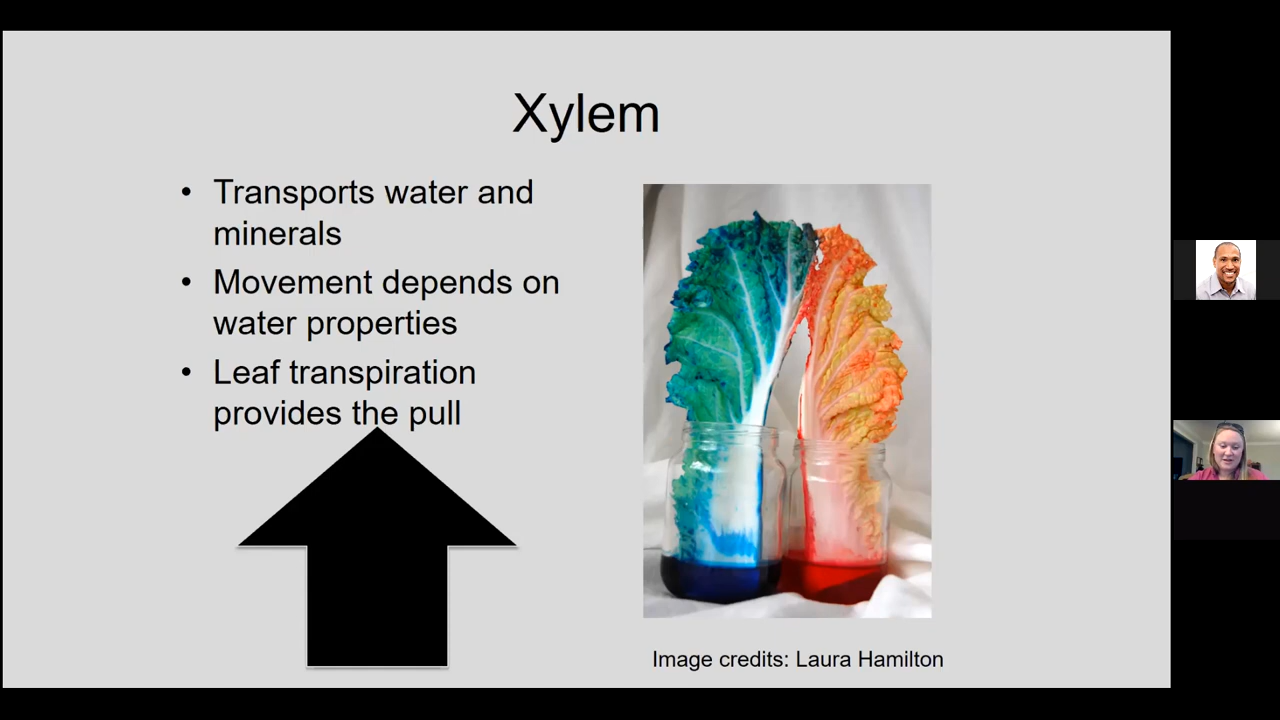 Xylem
• Transports water and
minerals
• Movement depends on
water properties
• Leaf transpiration
provides the pull
Image credits: Laura Hamilton